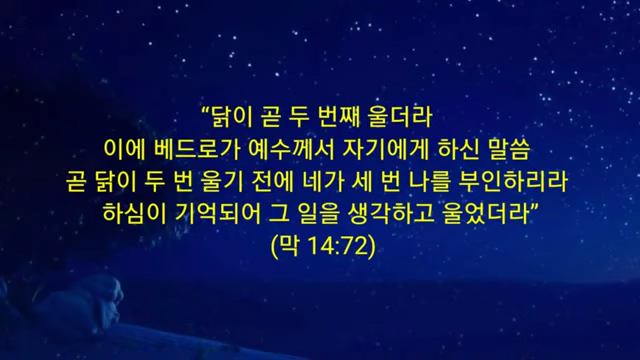 “닭이 곧 두 번쨰 울더라
이에 베드로가 예수께서 자기에게 하신 말씀
곧 닭이 두 번 울기 전에 네가 세 번 나를 부인하리라
하심이 기억되어 그 일을 생각하고 울었더라”
(막 14:72)